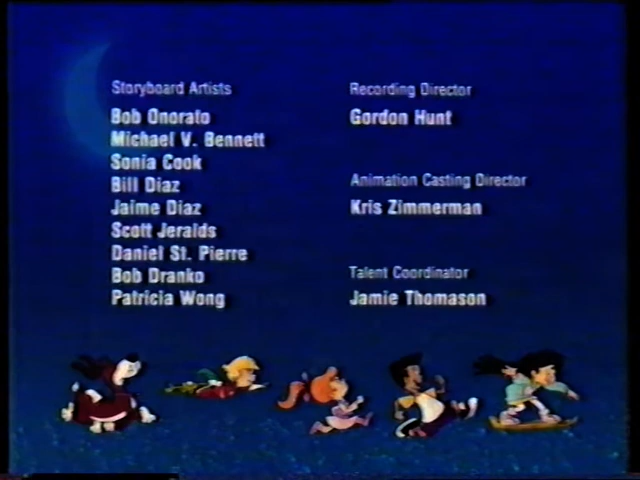 Storyboard Artists
Bob Onorato
Michael V. Bennett
Sonia Cook
Bill Diaz
Jaime Diaz
Scott Jeralds
Daniel St. Pierre
Bob Dranko
Patricia Wong
Recording Director
Gordon Hunt
Animation Casting Director
Kris Zimmerman
Talent Coordinator
Jamie Thomason